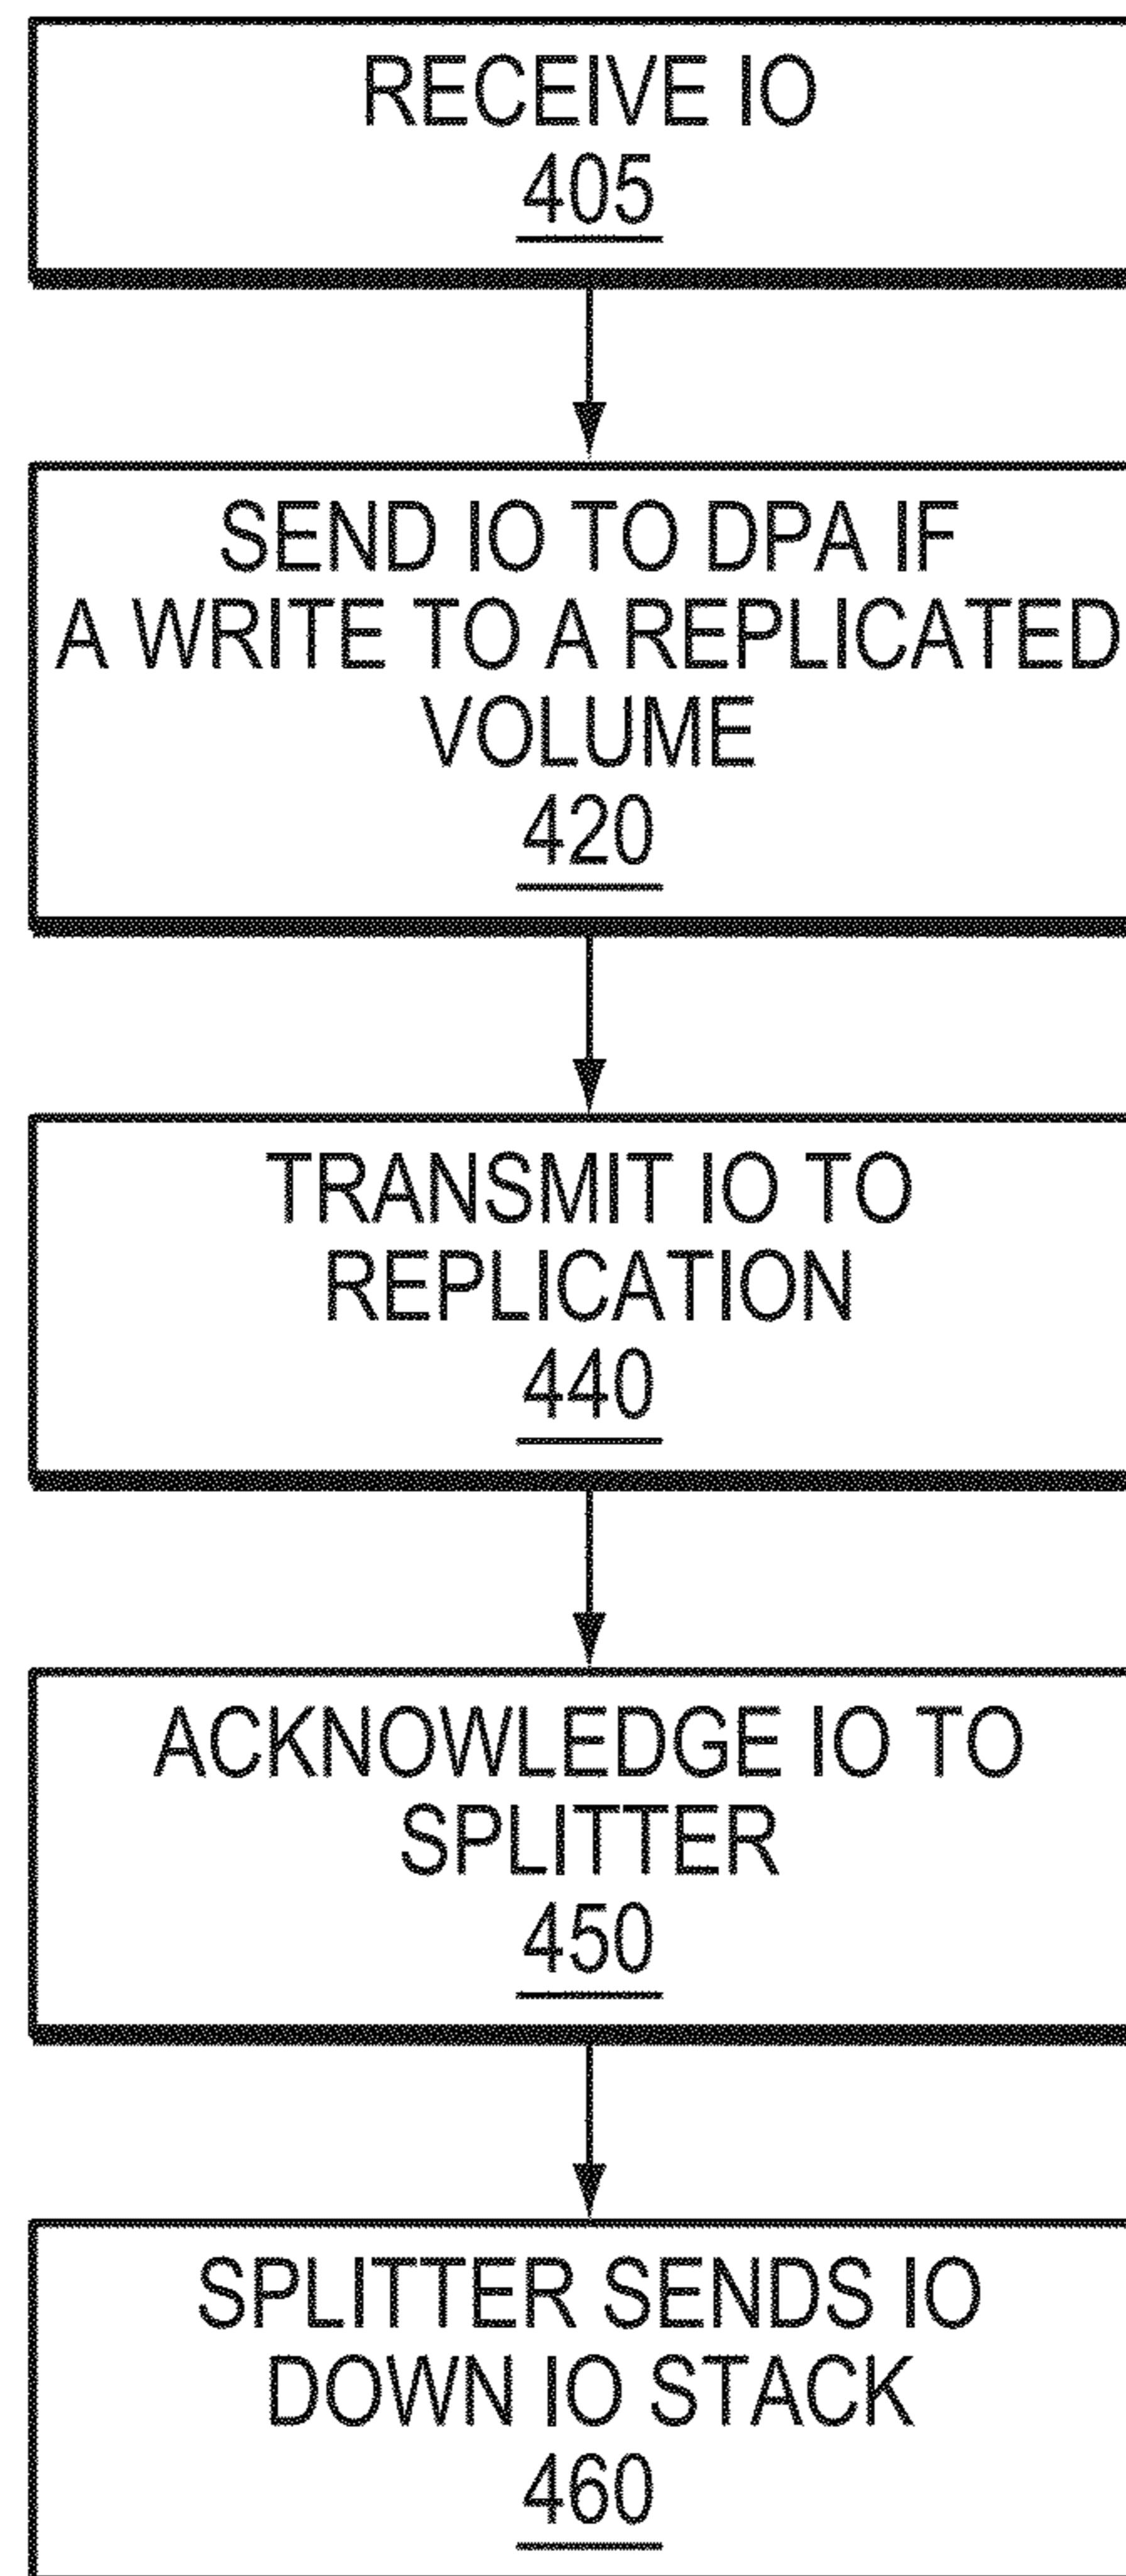 RECEIVE IO
405
SEND IO TO DPA IF
A WRITE TO A REPLICATED
VOLUME
420
TRANSMIT IO TO
REPLICATION
440
ACKNOWLEDGE IO TO
SPLITTER
450
SPLITTER SENDS IO
DOWN IO STACK
460